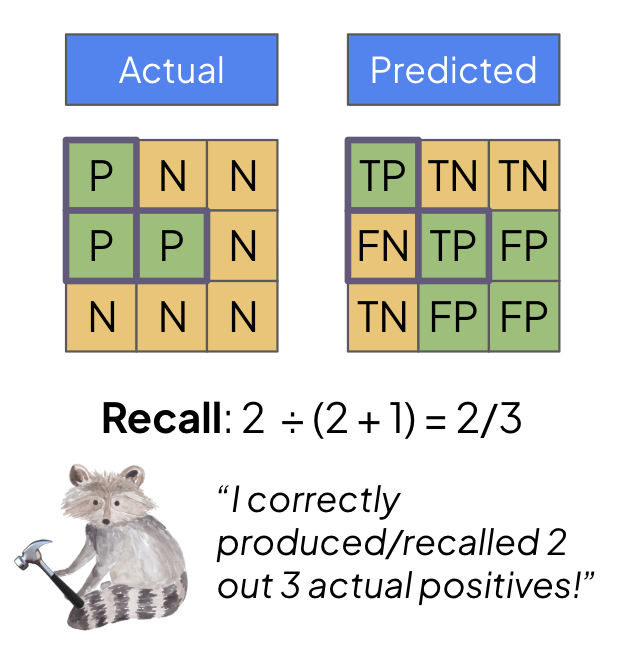 Actual
Predicted
P N N
TP TN TN
P P N
FN TP FP
N N N
TN FP FP
Recall: 2 ÷ (2 + 1) = 2/3
“I correctly
produced/recalled 2
out 3 actual positives!”